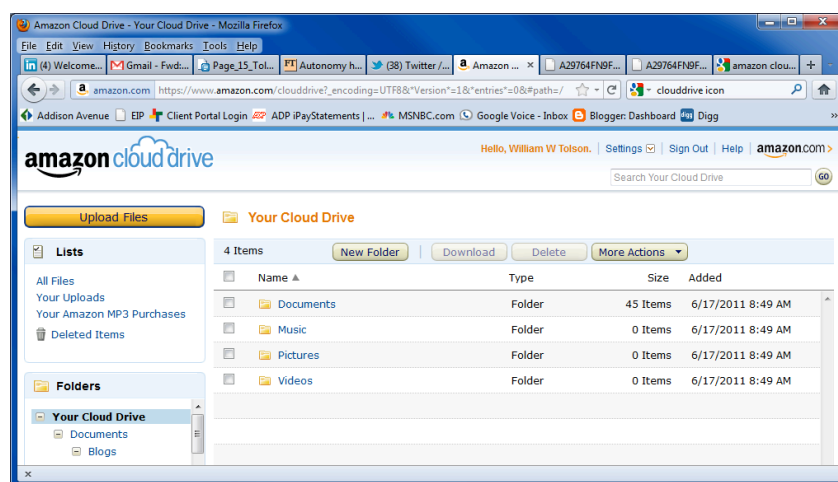 Amazon Cloud Drive - Your Cloud Drive - Mozilla Firefox
File Edit View History Bookmarks Tools Help
(4) Welcome... Gmail - Fwd:... Page_15_Tol... Autonomy h... (38) Twitter /... Amazon ... × A29764FN9F... A29764FN9F... amazon clou... +
amazon.com https://www.amazon.com/clouddrive?_encoding=UTF8&*Version*=1&*entries*=0&#path=/ clouddrive icon
Addison Avenue EIP Client Portal Login ADP iPayStatements | ... MSNBC.com Google Voice - Inbox Blogger: Dashboard Digg »
amazon cloud drive
Hello, William W Tolson. | Settings | Sign Out | Help | amazon.com >
Search Your Cloud Drive GO
Upload Files
Your Cloud Drive
Lists
4 Items New Folder | Download Delete More Actions
Name Type Size Added
All Files
Your Uploads
Your Amazon MP3 Purchases
Deleted Items
Documents Folder 45 Items 6/17/2011 8:49 AM
Music Folder 0 Items 6/17/2011 8:49 AM
Pictures Folder 0 Items 6/17/2011 8:49 AM
Videos Folder 0 Items 6/17/2011 8:49 AM
Folders
Your Cloud Drive
Documents
Blogs
×